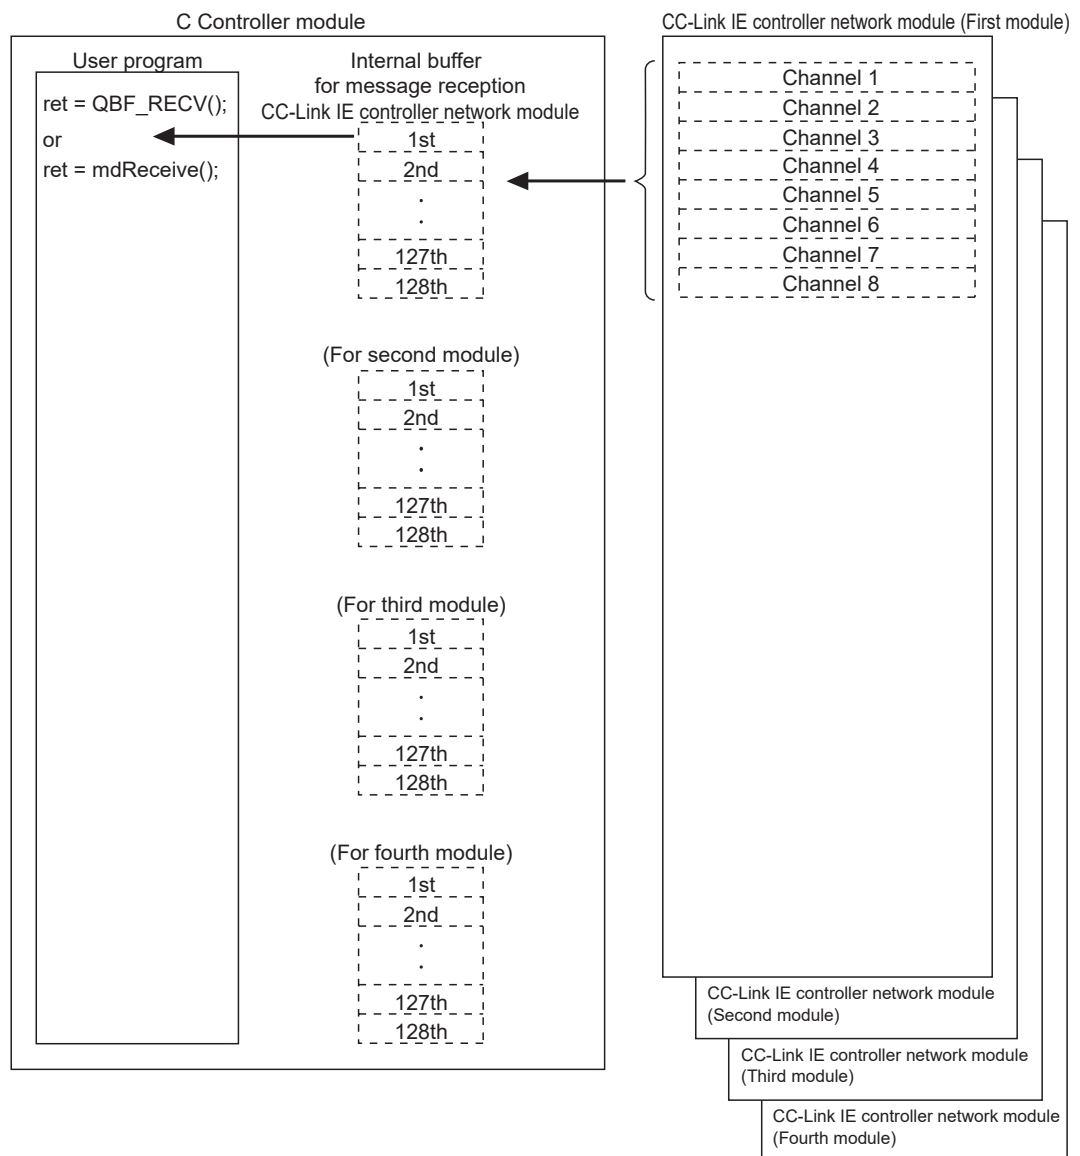 C Controller module
User program
ret = QBF_RECV();
or
ret = mdReceive();
Internal buffer
for message reception
CC-Link IE controller network module
1st
2nd
.
.
127th
128th
(For second module)
1st
2nd
.
.
127th
128th
(For third module)
1st
2nd
.
.
127th
128th
(For fourth module)
1st
2nd
.
.
127th
128th
CC-Link IE controller network module (First module)
Channel 1
Channel 2
Channel 3
Channel 4
Channel 5
Channel 6
Channel 7
Channel 8
CC-Link IE controller network module
(Second module)
CC-Link IE controller network module
(Third module)
CC-Link IE controller network module
(Fourth module)